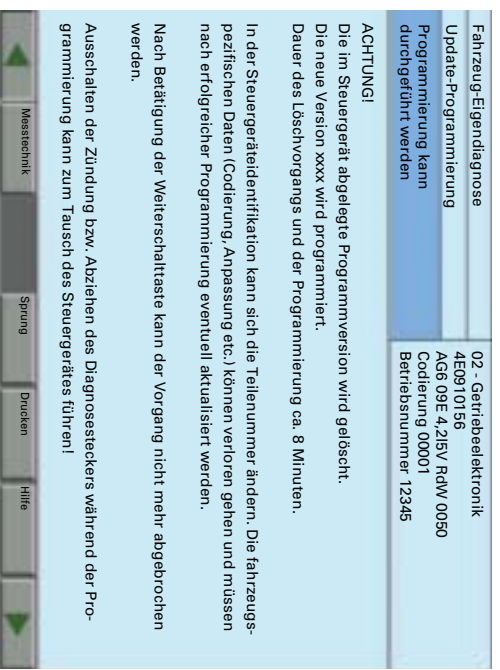 Fahrzeug-Eigendiagnose
Update-Programmierung
Programmierung kann
durchgeführt werden
02 - Getriebeelektronik
4E0910156
AG6 09E 4,2l5V RdW 0050
Codierung 00001
Betriebsnummer 12345
ACHTUNG!
Die im Steuergerät abgelegte Programmversion wird gelöscht.
Die neue Version xxxx wird programmiert.
Dauer des Löschvorgangs und der Programmierung ca. 8 Minuten.
In der Steuergeräteidentifikation kann sich die Teilenummer ändern. Die fahrzeugs-
pezifischen Daten (Codierung, Anpassung etc.) können verloren gehen und müssen
nach erfolgreicher Programmierung eventuell aktualisiert werden.
Nach Betätigung der Weiterschalttaste kann der Vorgang nicht mehr abgebrochen
werden.
Ausschalten der Zündung bzw. Abziehen des Diagnosesteckers während der Pro-
grammierung kann zum Tausch des Steuergerätes führen!
Messtechnik
Sprung
Drucken
Hilfe